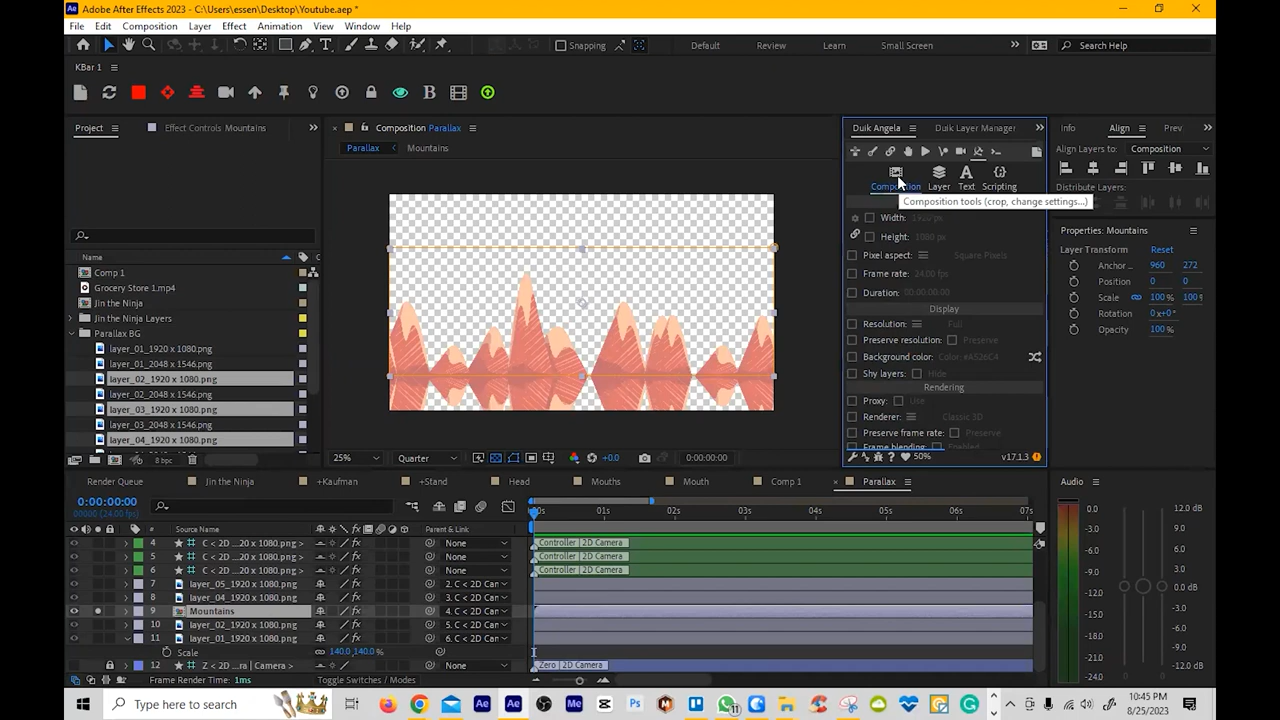 Adobe After Effects 2023 - C:\Users\essen\Desktop\Youtube.aep *
File Edit Composition Layer Effect Animation View Window Help
Snapping Default Review Learn Small Screen Search Help
KBar 1
Project Effect Controls Mountains
Composition Parallax
Parallax Mountains
Name
Comp 1
Grocery Store 1.mp4
Jin the Ninja
Jin the Ninja Layers
Parallax BG
layer_01_1920 x 1080.png
layer_01_2048 x 1546.png
layer_02_1920 x 1080.png
layer_02_2048 x 1546.png
layer_03_1920 x 1080.png
layer_03_2048 x 1546.png
layer_04_1920 x 1080.png
8 bpc
25% Quarter +0.0 0:00:00:00
Duik Angela Duik Layer Manager
Composition Layer Text Scripting
Composition tools (crop, change settings...)
Width: 1920 px
Height: 1080 px
Pixel aspect: Square Pixels
Frame rate: 24.00 fps
Duration: 00:00:00:00
Display
Resolution: Full
Preserve resolution: Preserve
Background color: Color: #A526C4
Shy layers: Hide
Rendering
Proxy: Use
Renderer: Classic 3D
Preserve frame rate: Preserve
Frame blending: Enabled
50% v17.1.3
Info Align Prev
Align Layers to: Composition
Distribute Layers:
Properties: Mountains
Layer Transform Reset
Anchor ... 960 272
Position 0 0
Scale 100 % 100 %
Rotation 0x+0°
Opacity 100 %
Render Queue Jin the Ninja +Kaufman +Stand Head Mouths Mouth Comp 1 Parallax
0:00:00:00
00000 (24.00 fps)
:00s 01s 02s 03s 04s 05s 06s 07s
# Source Name Parent & Link
4 C < 2D ...20 x 1080.png > None Controller | 2D Camera
5 C < 2D ...20 x 1080.png > None Controller | 2D Camera
6 C < 2D ...20 x 1080.png > None Controller | 2D Camera
7 layer_05_1920 x 1080.png 2. C < 2D Can
8 layer_04_1920 x 1080.png 3. C < 2D Can
9 Mountains 4. C < 2D Can
10 layer_02_1920 x 1080.png 5. C < 2D Can
11 layer_01_1920 x 1080.png 6. C < 2D Can
Scale 140.0,140.0%
12 Z < 2D ...ra | Camera > None Zero | 2D Camera
Frame Render Time: 1ms Toggle Switches / Modes
Audio
0.0 12.0 dB
-3.0 9.0
-6.0 6.0
-9.0 3.0
-12.0 0.0 dB
-15.0 -3.0
-18.0 -6.0
-21.0 -9.0
-24.0 -12.0 dB
Type here to search
10:45 PM
8/25/2023